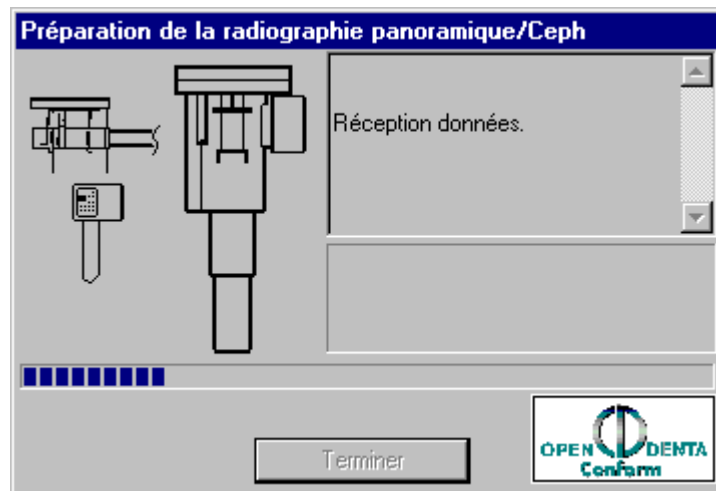 Préparation de la radiographie panoramique/Ceph
Réception données.
Terminer
OPEN DENTA
Conform